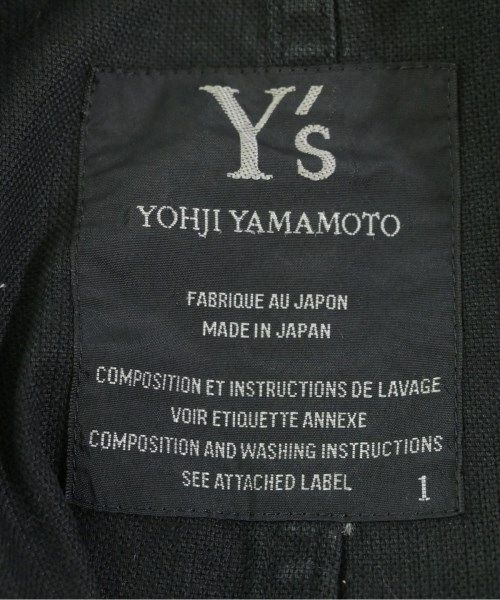 Y's
YOHJI YAMAMOTO
FABRIQUE AU JAPON
MADE IN JAPAN
COMPOSITION ET INSTRUCTIONS DE LAVAGE
VOIR ETIQUETTE ANNEXE
COMPOSITION AND WASHING INSTRUCTIONS
SEE ATTACHED LABEL 1